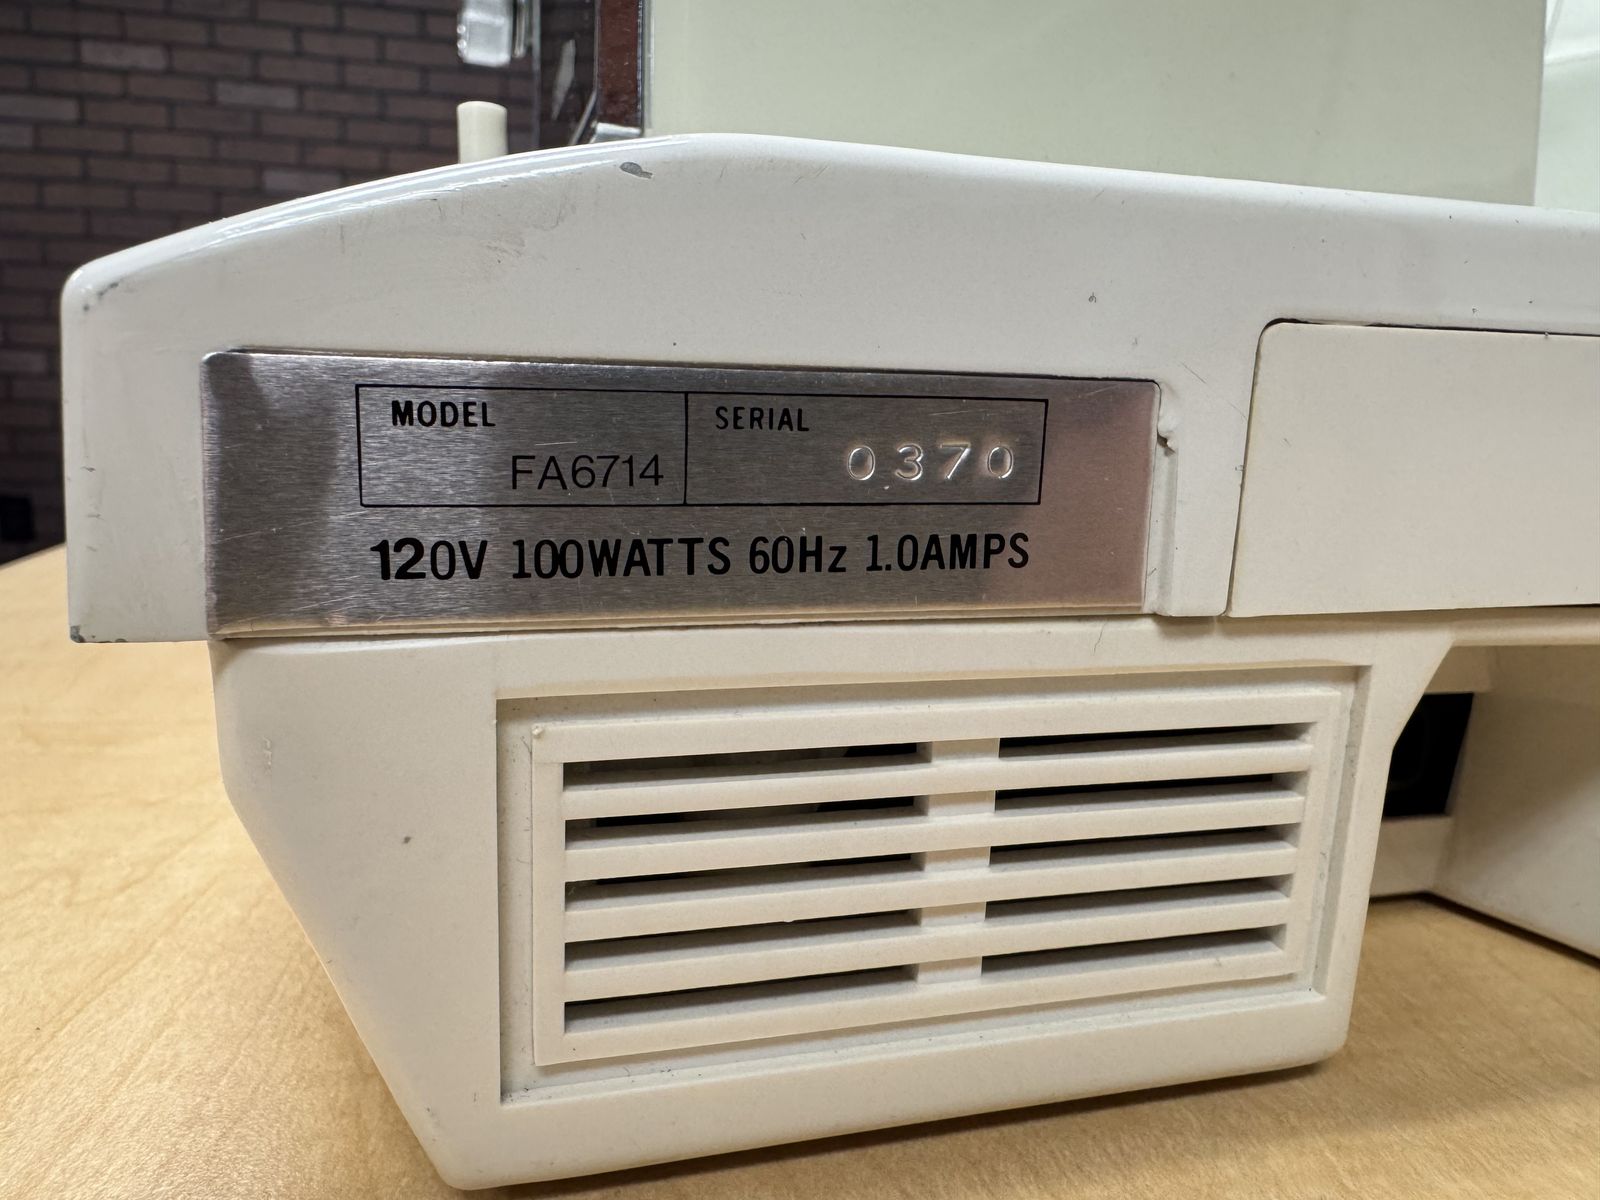 MODEL SERIAL
FA6714 0370
120V 100WATTS 60Hz 1.0AMPS